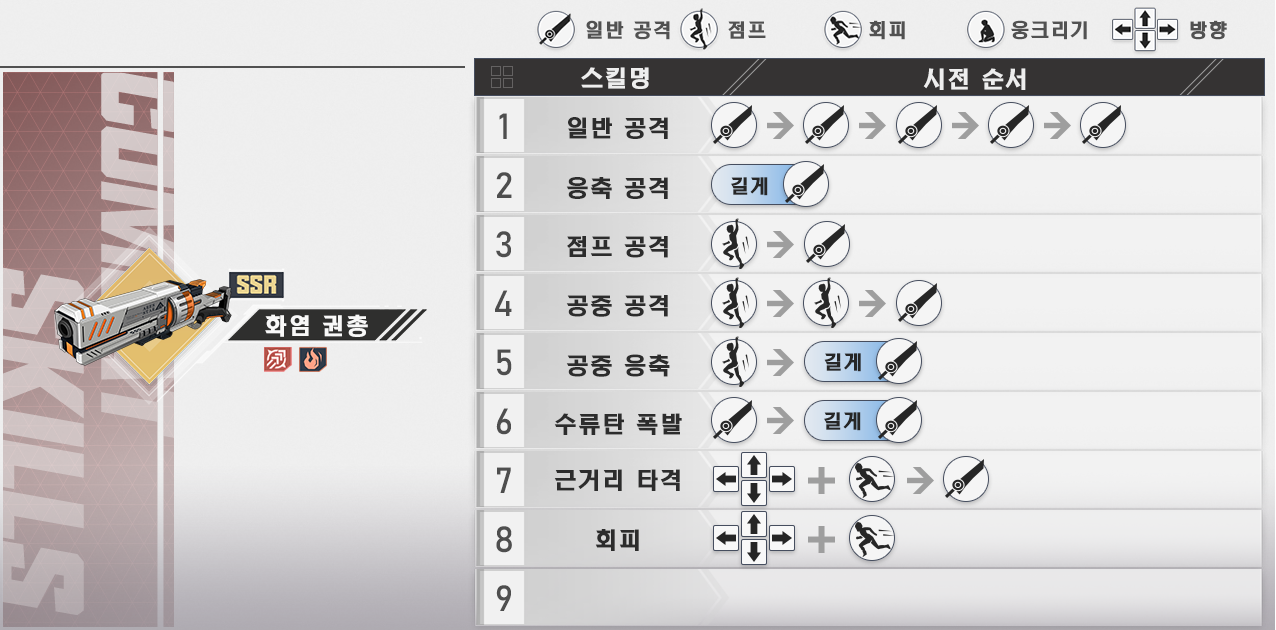 일반 공격 점프 회피 웅크리기 방향
스킬명 시전 순서
COMBAT
SKILLS
SSR
화염 권총
1 일반 공격
2 응축 공격 길게
3 점프 공격
4 공중 공격
5 공중 응축 길게
6 수류탄 폭발 길게
7 근거리 타격
8 회피
9